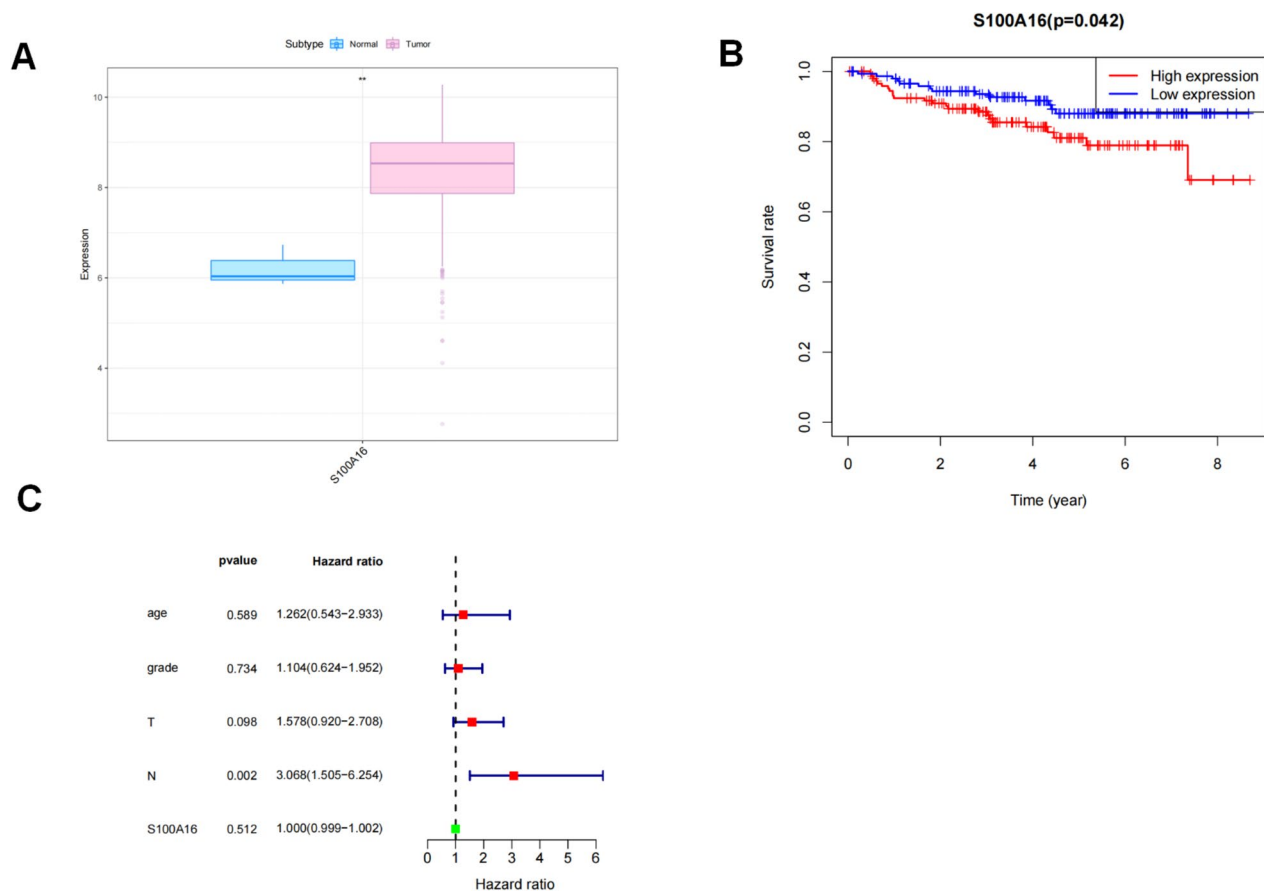 A
Subtype Normal Tumor
**
Expression
10
8
6
4
S100A16
B
S100A16(p=0.042)
High expression
Low expression
Survival rate
1.0
0.8
0.6
0.4
0.2
0.0
0 2 4 6 8
Time (year)
C
pvalue Hazard ratio
age 0.589 1.262(0.543−2.933)
grade 0.734 1.104(0.624−1.952)
T 0.098 1.578(0.920−2.708)
N 0.002 3.068(1.505−6.254)
S100A16 0.512 1.000(0.999−1.002)
0 1 2 3 4 5 6
Hazard ratio